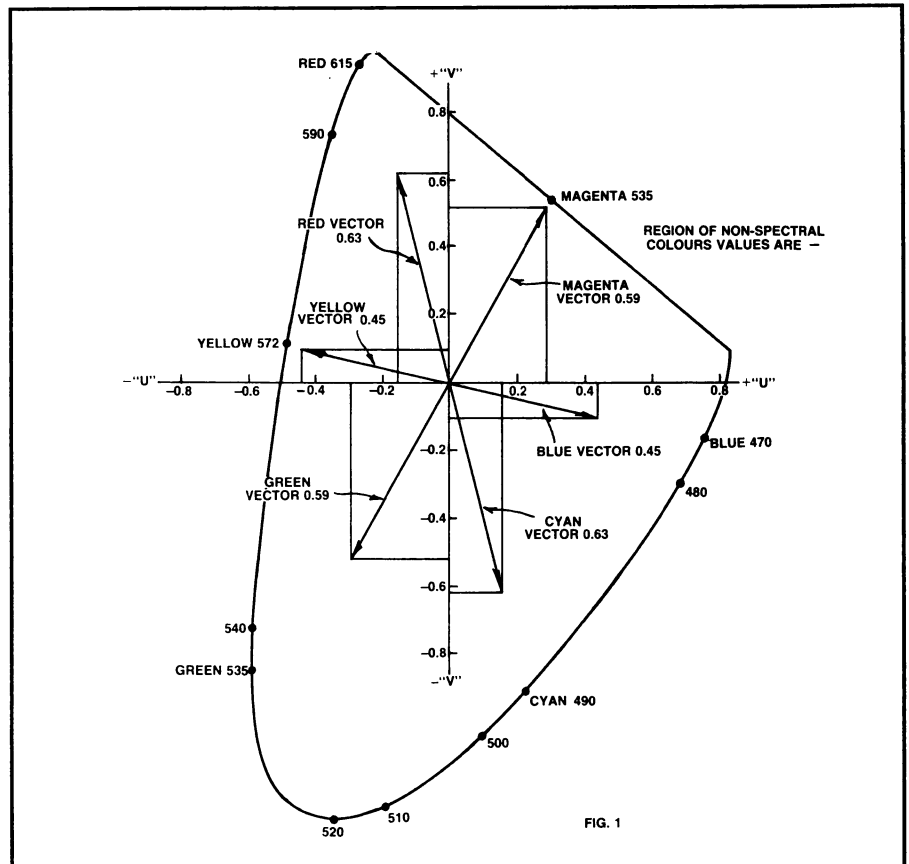 RED 615
+"V"
590
0.8
0.6
MAGENTA 535
RED VECTOR
0.63
REGION OF NON-SPECTRAL
COLOURS VALUES ARE —
0.4
MAGENTA
VECTOR 0.59
YELLOW
VECTOR 0.45
0.2
YELLOW 572
−"U"
−0.8
−0.6
−0.4
−0.2
0.2
0.4
0.6
0.8
+"U"
BLUE 470
BLUE VECTOR 0.45
−0.2
GREEN
VECTOR 0.59
480
−0.4
CYAN
VECTOR 0.63
−0.6
540
−0.8
GREEN 535
−"V"
CYAN 490
500
510
520
FIG. 1